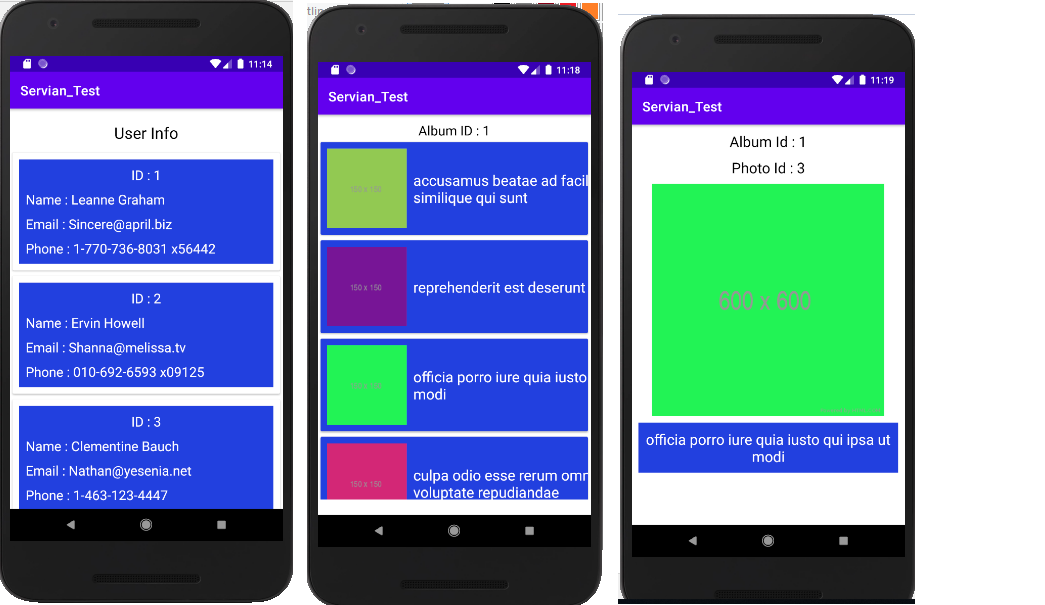 11:14
Servian_Test
User Info
ID : 1
Name : Leanne Graham
Email : Sincere@april.biz
Phone : 1-770-736-8031 x56442
ID : 2
Name : Ervin Howell
Email : Shanna@melissa.tv
Phone : 010-692-6593 x09125
ID : 3
Name : Clementine Bauch
Email : Nathan@yesenia.net
Phone : 1-463-123-4447
tlin
11:18
Servian_Test
Album ID : 1
150 x 150
accusamus beatae ad facil
similique qui sunt
150 x 150
reprehenderit est deserunt
150 x 150
officia porro iure quia iusto
modi
150 x 150
culpa odio esse rerum omn
voluptate repudiandae
11:19
Servian_Test
Album Id : 1
Photo Id : 3
600 x 600
officia porro iure quia iusto qui ipsa ut
modi